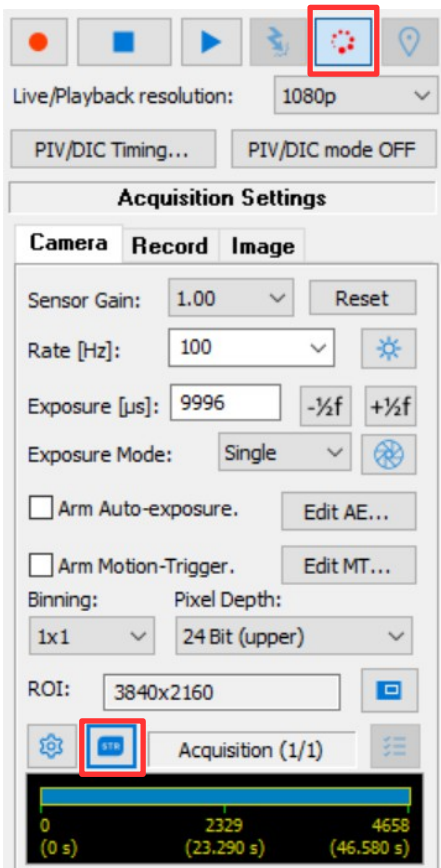 Live/Playback resolution: 1080p
PIV/DIC Timing... PIV/DIC mode OFF
Acquisition Settings
Camera Record Image
Sensor Gain: 1.00 Reset
Rate [Hz]: 100
Exposure [µs]: 9996 -½f +½f
Exposure Mode: Single
Arm Auto-exposure. Edit AE...
Arm Motion-Trigger. Edit MT...
Binning: Pixel Depth:
1x1 24 Bit (upper)
ROI: 3840x2160
STR Acquisition (1/1)
0 2329 4658
(0 s) (23.290 s) (46.580 s)